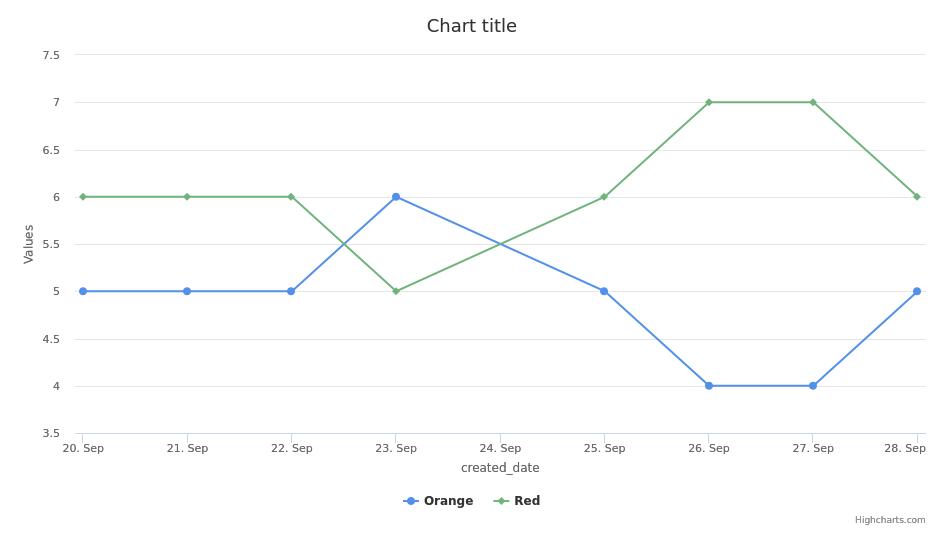 Chart title
7.5
7
6.5
6
5.5
5
4.5
4
3.5
Values
20. Sep 21. Sep 22. Sep 23. Sep 24. Sep 25. Sep 26. Sep 27. Sep 28. Sep
created_date
Orange Red
Highcharts.com